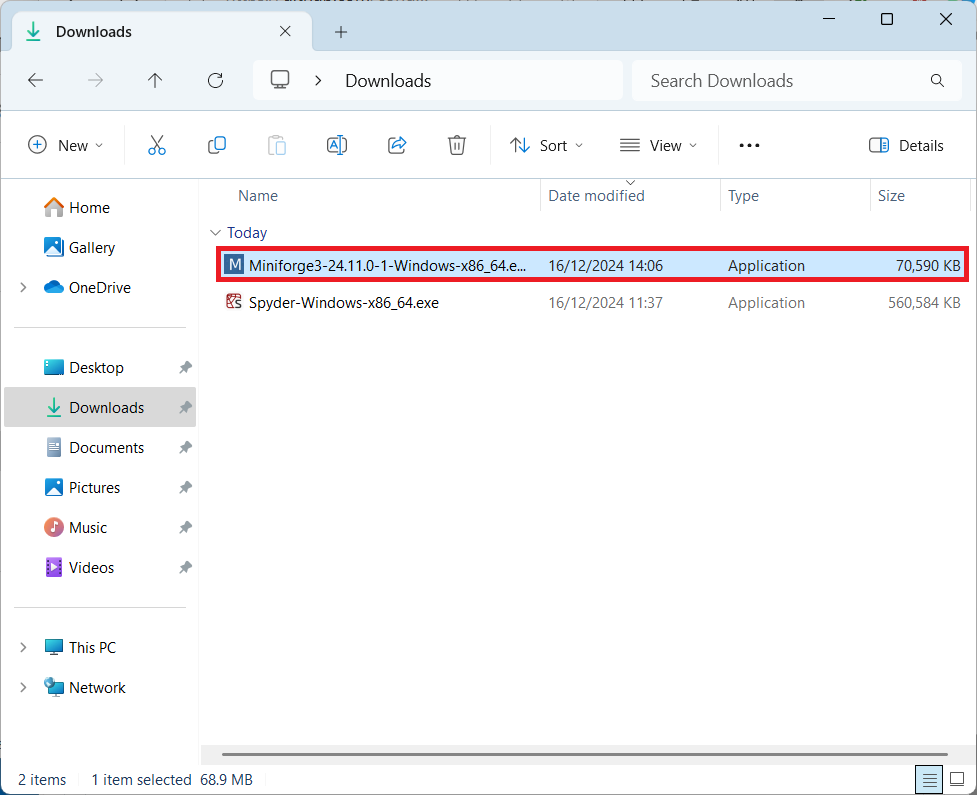 Downloads
Downloads
Search Downloads
New
Sort
View
Details
Name
Date modified
Type
Size
Home
Gallery
OneDrive
Desktop
Downloads
Documents
Pictures
Music
Videos
This PC
Network
Today
M Miniforge3-24.11.0-1-Windows-x86_64.e... 16/12/2024 14:06 Application 70,590 KB
Spyder-Windows-x86_64.exe 16/12/2024 11:37 Application 560,584 KB
2 items 1 item selected 68.9 MB